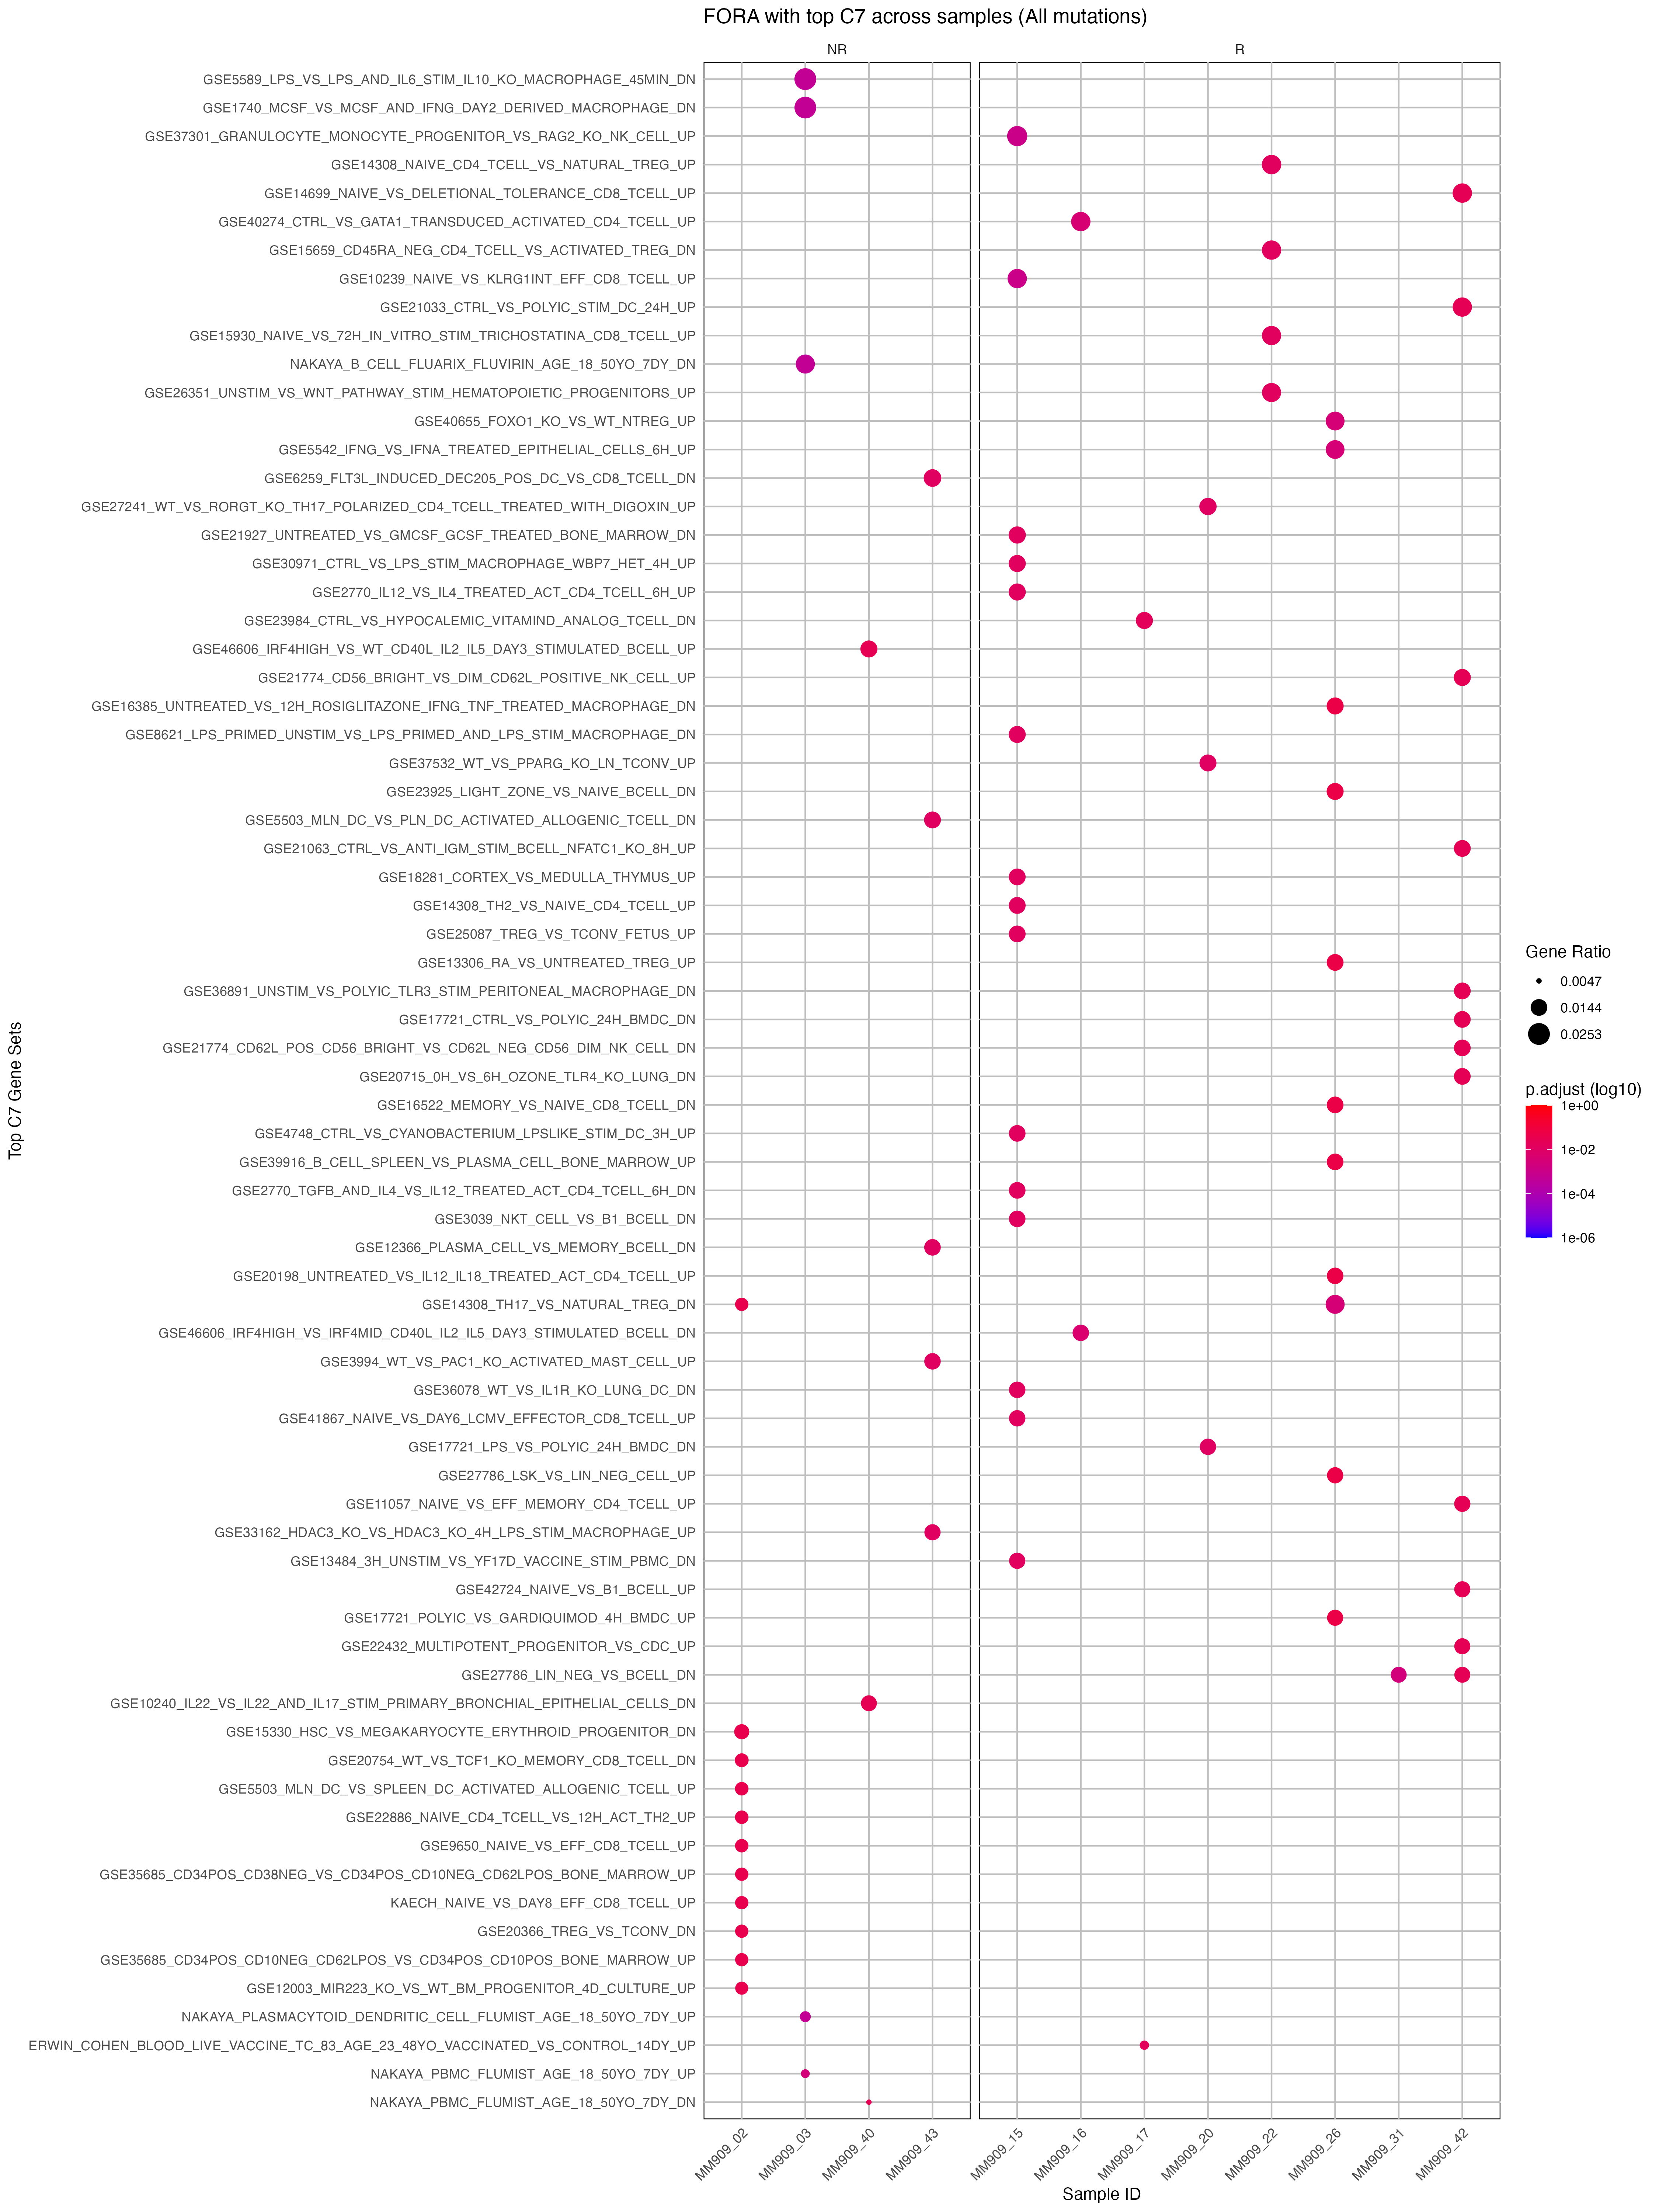 FORA with top C7 across samples (All mutations)
NR
R
GSE5589_LPS_VS_LPS_AND_IL6_STIM_IL10_KO_MACROPHAGE_45MIN_DN
GSE1740_MCSF_VS_MCSF_AND_IFNG_DAY2_DERIVED_MACROPHAGE_DN
GSE37301_GRANULOCYTE_MONOCYTE_PROGENITOR_VS_RAG2_KO_NK_CELL_UP
GSE14308_NAIVE_CD4_TCELL_VS_NATURAL_TREG_UP
GSE14699_NAIVE_VS_DELETIONAL_TOLERANCE_CD8_TCELL_UP
GSE40274_CTRL_VS_GATA1_TRANSDUCED_ACTIVATED_CD4_TCELL_UP
GSE15659_CD45RA_NEG_CD4_TCELL_VS_ACTIVATED_TREG_DN
GSE10239_NAIVE_VS_KLRG1INT_EFF_CD8_TCELL_UP
GSE21033_CTRL_VS_POLYIC_STIM_DC_24H_UP
GSE15930_NAIVE_VS_72H_IN_VITRO_STIM_TRICHOSTATINA_CD8_TCELL_UP
NAKAYA_B_CELL_FLUARIX_FLUVIRIN_AGE_18_50YO_7DY_DN
GSE26351_UNSTIM_VS_WNT_PATHWAY_STIM_HEMATOPOIETIC_PROGENITORS_UP
GSE40655_FOXO1_KO_VS_WT_NTREG_UP
GSE5542_IFNG_VS_IFNA_TREATED_EPITHELIAL_CELLS_6H_UP
GSE6259_FLT3L_INDUCED_DEC205_POS_DC_VS_CD8_TCELL_DN
GSE27241_WT_VS_RORGT_KO_TH17_POLARIZED_CD4_TCELL_TREATED_WITH_DIGOXIN_UP
GSE21927_UNTREATED_VS_GMCSF_GCSF_TREATED_BONE_MARROW_DN
GSE30971_CTRL_VS_LPS_STIM_MACROPHAGE_WBP7_HET_4H_UP
GSE2770_IL12_VS_IL4_TREATED_ACT_CD4_TCELL_6H_UP
GSE23984_CTRL_VS_HYPOCALEMIC_VITAMIND_ANALOG_TCELL_DN
GSE46606_IRF4HIGH_VS_WT_CD40L_IL2_IL5_DAY3_STIMULATED_BCELL_UP
GSE21774_CD56_BRIGHT_VS_DIM_CD62L_POSITIVE_NK_CELL_UP
GSE16385_UNTREATED_VS_12H_ROSIGLITAZONE_IFNG_TNF_TREATED_MACROPHAGE_DN
GSE8621_LPS_PRIMED_UNSTIM_VS_LPS_PRIMED_AND_LPS_STIM_MACROPHAGE_DN
GSE37532_WT_VS_PPARG_KO_LN_TCONV_UP
GSE23925_LIGHT_ZONE_VS_NAIVE_BCELL_DN
GSE5503_MLN_DC_VS_PLN_DC_ACTIVATED_ALLOGENIC_TCELL_DN
GSE21063_CTRL_VS_ANTI_IGM_STIM_BCELL_NFATC1_KO_8H_UP
GSE18281_CORTEX_VS_MEDULLA_THYMUS_UP
GSE14308_TH2_VS_NAIVE_CD4_TCELL_UP
GSE25087_TREG_VS_TCONV_FETUS_UP
GSE13306_RA_VS_UNTREATED_TREG_UP
GSE36891_UNSTIM_VS_POLYIC_TLR3_STIM_PERITONEAL_MACROPHAGE_DN
GSE17721_CTRL_VS_POLYIC_24H_BMDC_DN
GSE21774_CD62L_POS_CD56_BRIGHT_VS_CD62L_NEG_CD56_DIM_NK_CELL_DN
GSE20715_0H_VS_6H_OZONE_TLR4_KO_LUNG_DN
GSE16522_MEMORY_VS_NAIVE_CD8_TCELL_DN
GSE4748_CTRL_VS_CYANOBACTERIUM_LPSLIKE_STIM_DC_3H_UP
GSE39916_B_CELL_SPLEEN_VS_PLASMA_CELL_BONE_MARROW_UP
GSE2770_TGFB_AND_IL4_VS_IL12_TREATED_ACT_CD4_TCELL_6H_DN
GSE3039_NKT_CELL_VS_B1_BCELL_DN
GSE12366_PLASMA_CELL_VS_MEMORY_BCELL_DN
GSE20198_UNTREATED_VS_IL12_IL18_TREATED_ACT_CD4_TCELL_UP
GSE14308_TH17_VS_NATURAL_TREG_DN
GSE46606_IRF4HIGH_VS_IRF4MID_CD40L_IL2_IL5_DAY3_STIMULATED_BCELL_DN
GSE3994_WT_VS_PAC1_KO_ACTIVATED_MAST_CELL_UP
GSE36078_WT_VS_IL1R_KO_LUNG_DC_DN
GSE41867_NAIVE_VS_DAY6_LCMV_EFFECTOR_CD8_TCELL_UP
GSE17721_LPS_VS_POLYIC_24H_BMDC_DN
GSE27786_LSK_VS_LIN_NEG_CELL_UP
GSE11057_NAIVE_VS_EFF_MEMORY_CD4_TCELL_UP
GSE33162_HDAC3_KO_VS_HDAC3_KO_4H_LPS_STIM_MACROPHAGE_UP
GSE13484_3H_UNSTIM_VS_YF17D_VACCINE_STIM_PBMC_DN
GSE42724_NAIVE_VS_B1_BCELL_UP
GSE17721_POLYIC_VS_GARDIQUIMOD_4H_BMDC_UP
GSE22432_MULTIPOTENT_PROGENITOR_VS_CDC_UP
GSE27786_LIN_NEG_VS_BCELL_DN
GSE10240_IL22_VS_IL22_AND_IL17_STIM_PRIMARY_BRONCHIAL_EPITHELIAL_CELLS_DN
GSE15330_HSC_VS_MEGAKARYOCYTE_ERYTHROID_PROGENITOR_DN
GSE20754_WT_VS_TCF1_KO_MEMORY_CD8_TCELL_DN
GSE5503_MLN_DC_VS_SPLEEN_DC_ACTIVATED_ALLOGENIC_TCELL_UP
GSE22886_NAIVE_CD4_TCELL_VS_12H_ACT_TH2_UP
GSE9650_NAIVE_VS_EFF_CD8_TCELL_UP
GSE35685_CD34POS_CD38NEG_VS_CD34POS_CD10NEG_CD62LPOS_BONE_MARROW_UP
KAECH_NAIVE_VS_DAY8_EFF_CD8_TCELL_UP
GSE20366_TREG_VS_TCONV_DN
GSE35685_CD34POS_CD10NEG_CD62LPOS_VS_CD34POS_CD10POS_BONE_MARROW_UP
GSE12003_MIR223_KO_VS_WT_BM_PROGENITOR_4D_CULTURE_UP
NAKAYA_PLASMACYTOID_DENDRITIC_CELL_FLUMIST_AGE_18_50YO_7DY_UP
ERWIN_COHEN_BLOOD_LIVE_VACCINE_TC_83_AGE_23_48YO_VACCINATED_VS_CONTROL_14DY_UP
NAKAYA_PBMC_FLUMIST_AGE_18_50YO_7DY_UP
NAKAYA_PBMC_FLUMIST_AGE_18_50YO_7DY_DN
Top C7 Gene Sets
MM909_02
MM909_03
MM909_40
MM909_43
MM909_15
MM909_16
MM909_17
MM909_20
MM909_22
MM909_26
MM909_31
MM909_42
Sample ID
Gene Ratio
0.0047
0.0144
0.0253
p.adjust (log10)
1e+00
1e-02
1e-04
1e-06